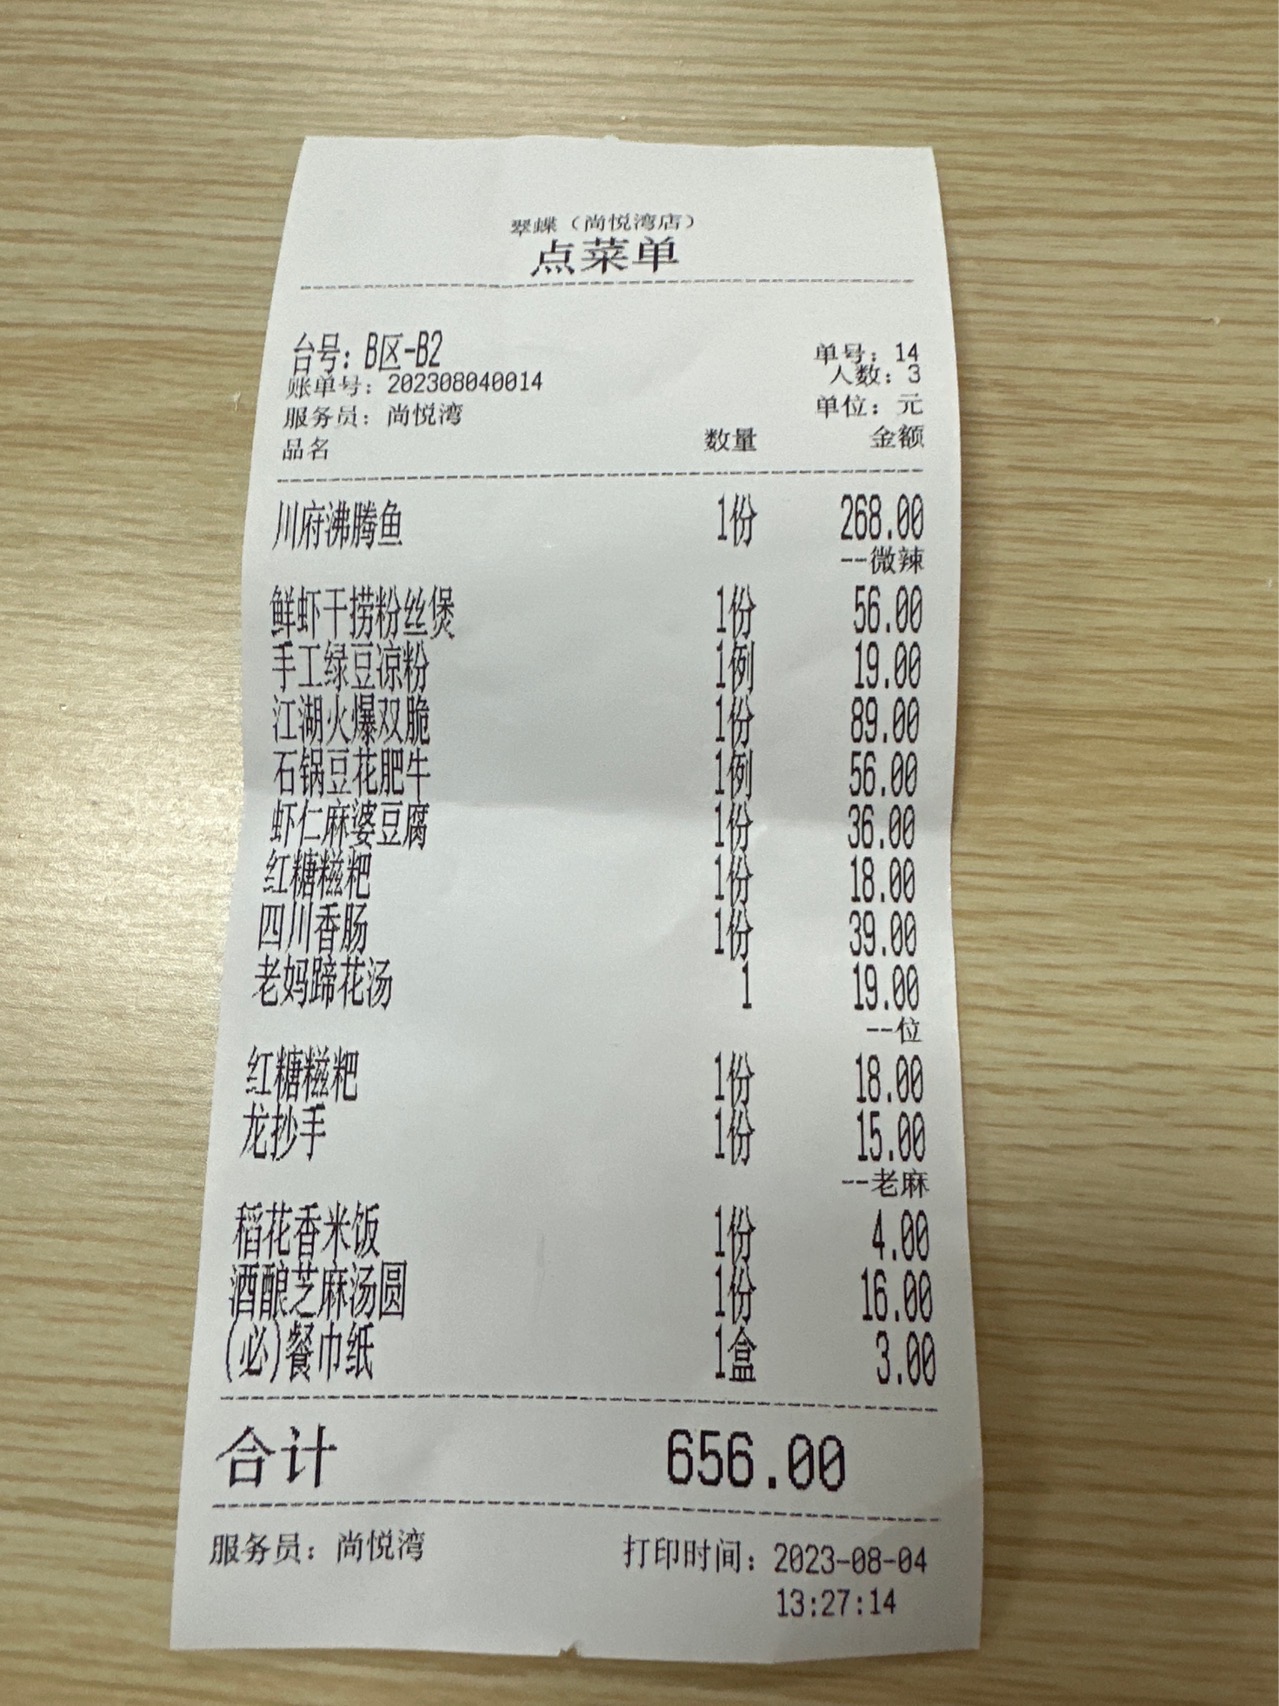 翠蝶（尚悦湾店）
点菜单
台号：B区-B2 单号：14
账单号：202308040014 人数：3
服务员：尚悦湾 单位：元
品名 数量 金额
川府沸腾鱼 1份 268.00
--微辣
鲜虾干捞粉丝煲 1份 56.00
手工绿豆凉粉 1例 19.00
江湖火爆双脆 1份 89.00
石锅豆花肥牛 1例 56.00
虾仁麻婆豆腐 1份 36.00
红糖糍粑 1份 18.00
四川香肠 1份 39.00
老妈蹄花汤 1 19.00
--位
红糖糍粑 1份 18.00
龙抄手 1份 15.00
--老麻
稻花香米饭 1份 4.00
酒酿芝麻汤圆 1份 16.00
(必)餐巾纸 1盒 3.00
合计 656.00
服务员：尚悦湾 打印时间：2023-08-04
13:27:14